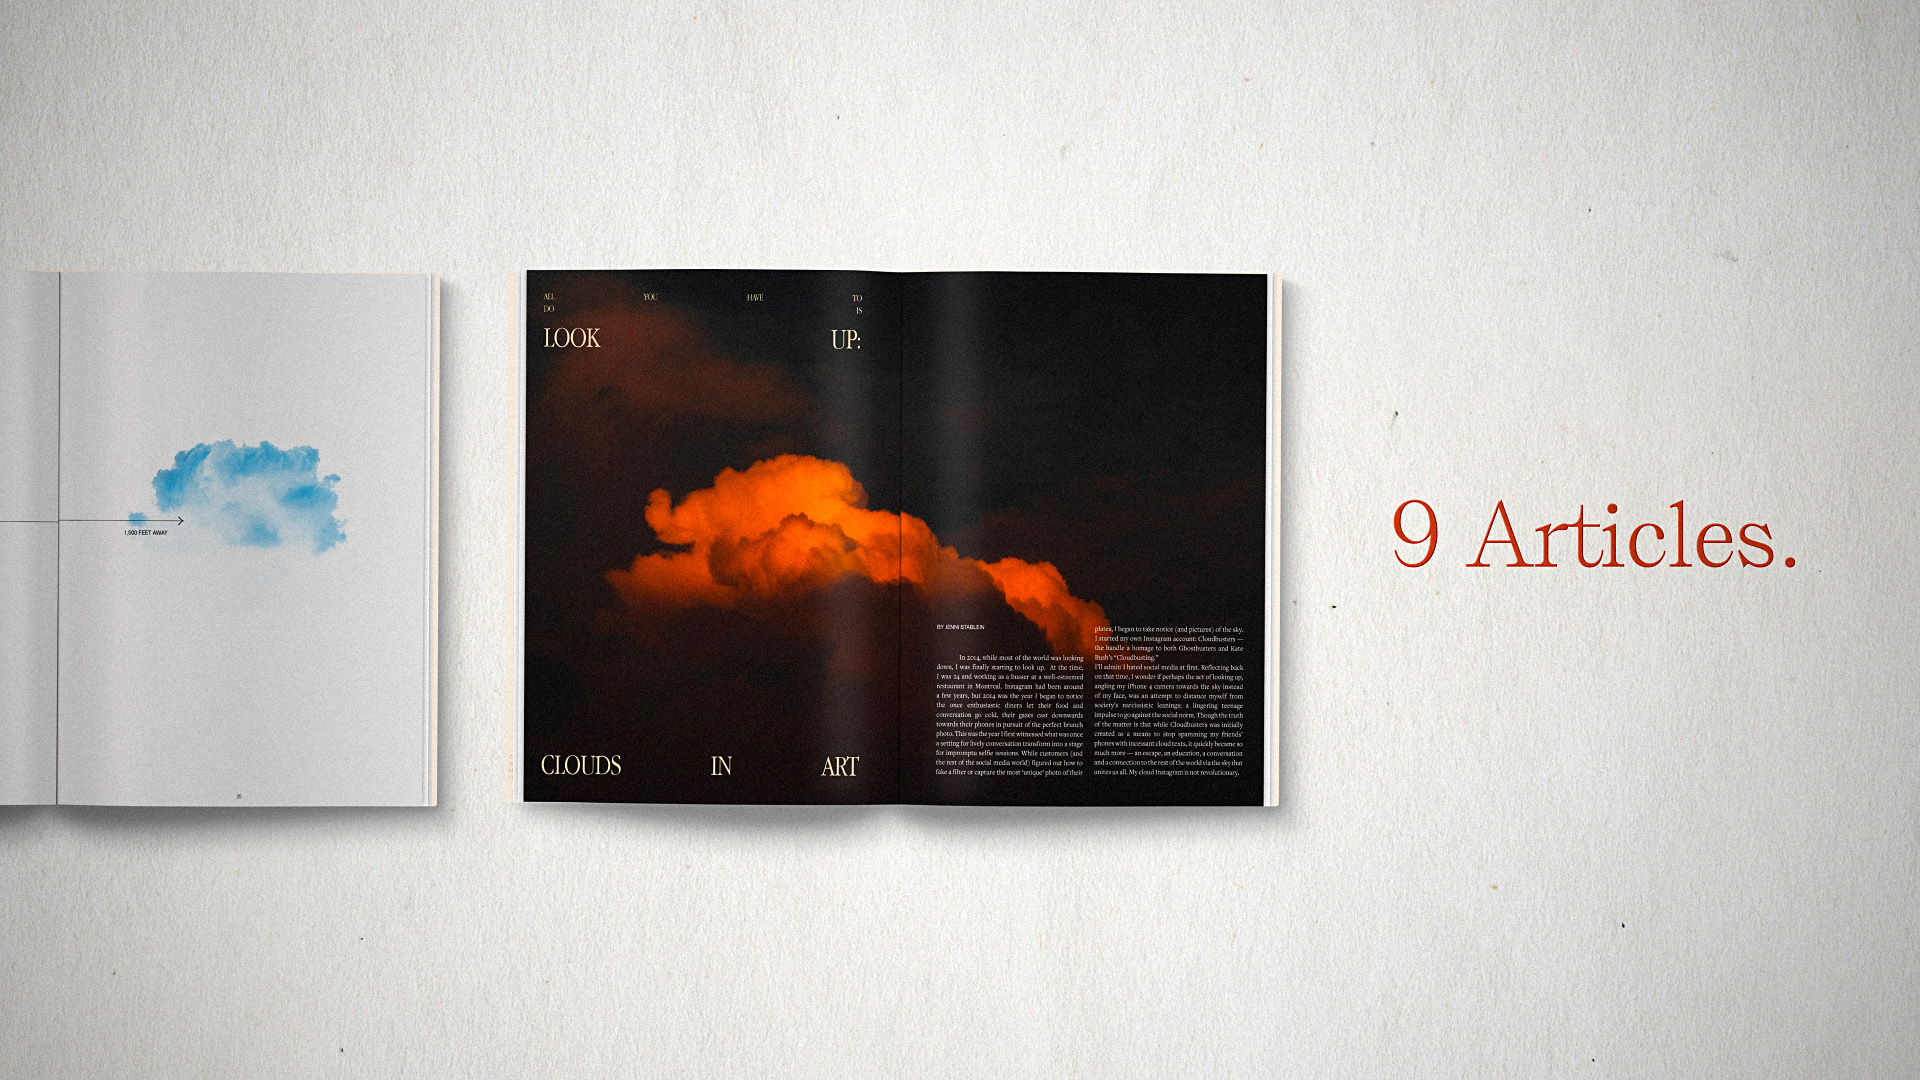 1,500 FEET AWAY
25
ALL YOU HAVE TO
DO IS
LOOK UP:
CLOUDS IN ART
BY JENNI STABLEIN
In 2014, while most of the world was looking
down, I was finally starting to look up. At the time,
I was 24 and working as a busser at a well-esteemed
restaurant in Montreal. Instagram had been around
a few years, but 2014 was the year I began to notice
the once enthusiastic diners let their food and
conversation go cold, their gazes cast downwards
towards their phones in pursuit of the perfect brunch
photo. This was the year I first witnessed what was once
a setting for lively conversation transform into a stage
for impromptu selfie sessions. While customers (and
the rest of the social media world) figured out how to
fake a filter or capture the most 'unique' photo of their
plates, I began to take notice (and pictures) of the sky.
I started my own Instagram account: Cloudbusters —
the handle a homage to both Ghostbusters and Kate
Bush's "Cloudbusting."
I'll admit: I hated social media at first. Reflecting back
on that time, I wonder if perhaps the act of looking up,
angling my iPhone 4 camera towards the sky instead
of my face, was an attempt to distance myself from
society's narcissistic leanings; a lingering teenage
impulse to go against the social norm. Though the truth
of the matter is that while Cloudbusters was initially
created as a means to stop spamming my friends'
phones with incessant cloud texts, it quickly became so
much more — an escape, an education, a conversation
and a connection to the rest of the world via the sky that
unites us all. My cloud Instagram is not revolutionary.
9 Articles.